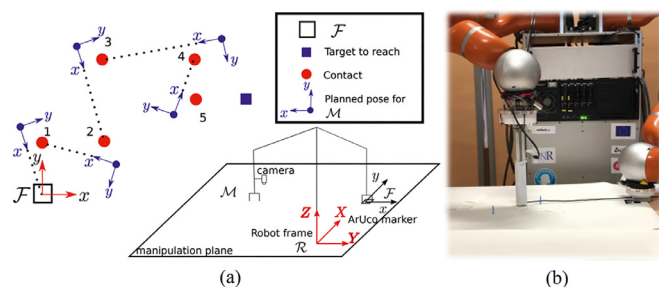 (a)
y
3
F
x
y
4
Target to reach
y
x
Contact
x
1
2
5
Planned pose for
M
y
x
y
x
y
x
y
F
x
y
camera
M
y
F
x
ArUco marker
Z
X
Robot frame
R
Y
manipulation plane
(a)
(b)